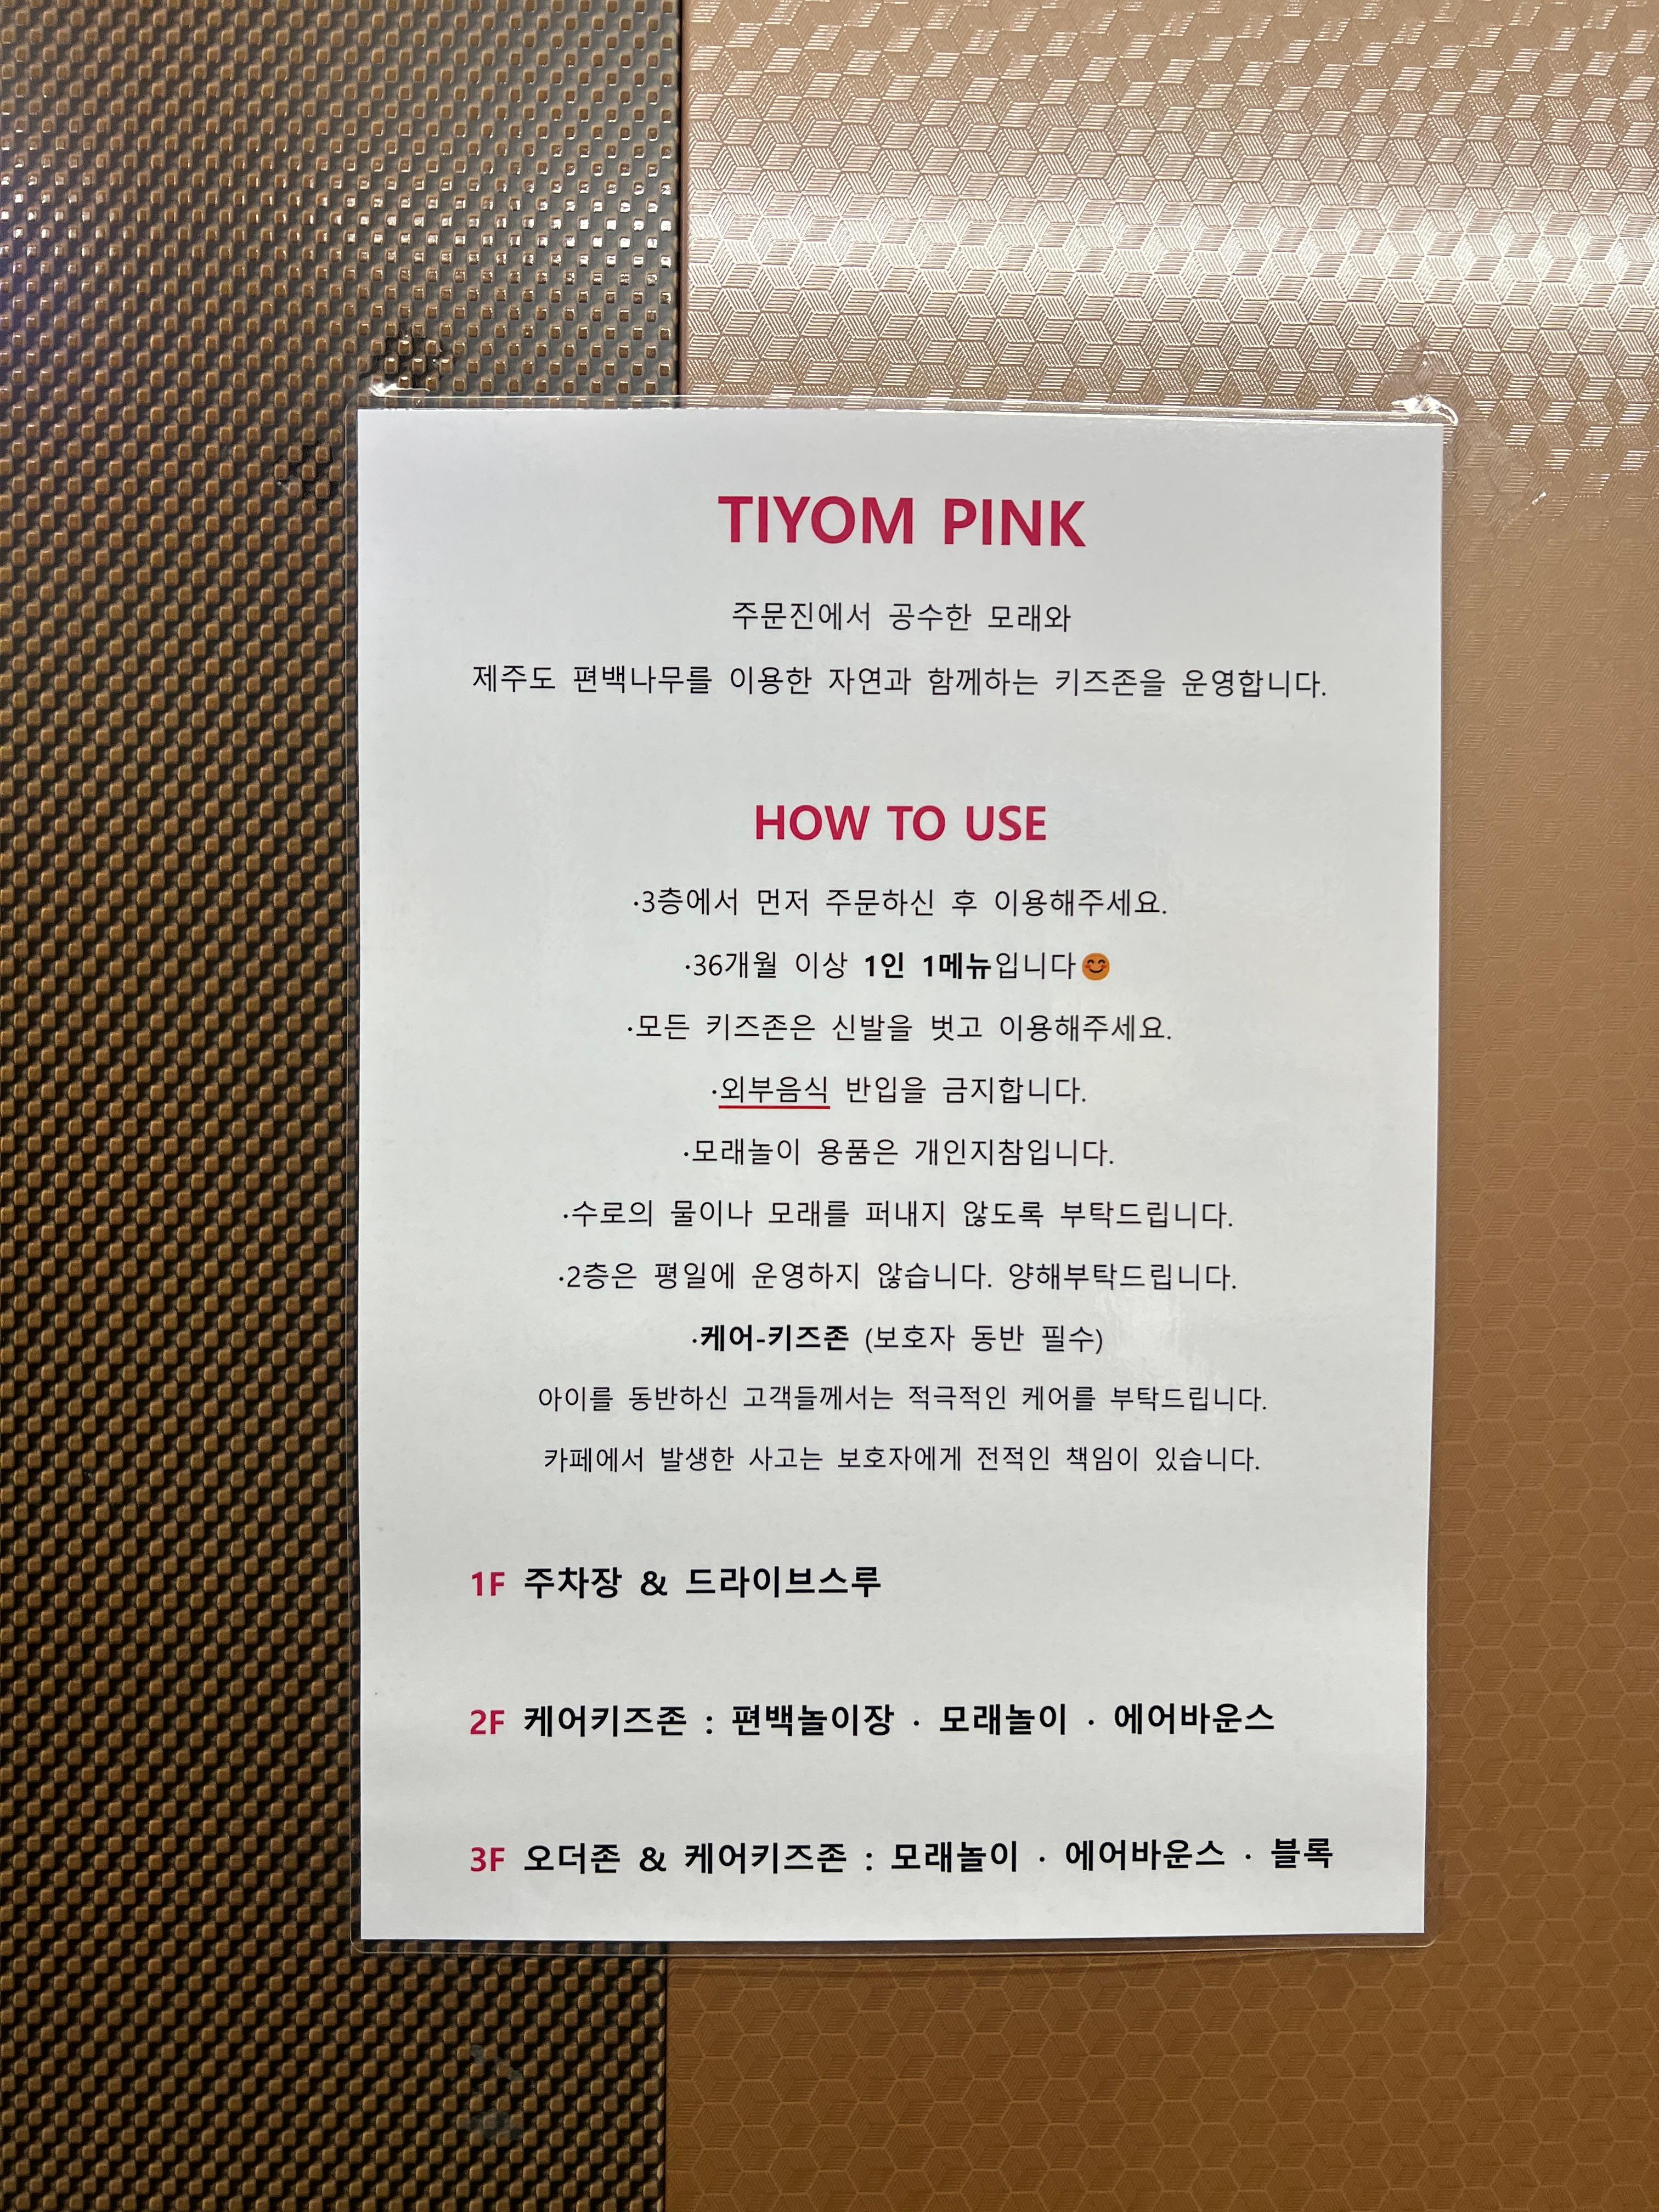 TIYOM PINK
주문진에서 공수한 모래와
제주도 편백나무를 이용한 자연과 함께하는 키즈존을 운영합니다.
HOW TO USE
·3층에서 먼저 주문하신 후 이용해주세요.
·36개월 이상 1인 1메뉴입니다😊
·모든 키즈존은 신발을 벗고 이용해주세요.
·외부음식 반입을 금지합니다.
·모래놀이 용품은 개인지참입니다.
·수로의 물이나 모래를 퍼내지 않도록 부탁드립니다.
·2층은 평일에 운영하지 않습니다. 양해부탁드립니다.
·케어-키즈존 (보호자 동반 필수)
아이를 동반하신 고객들께서는 적극적인 케어를 부탁드립니다.
카페에서 발생한 사고는 보호자에게 전적인 책임이 있습니다.
1F 주차장 & 드라이브스루
2F 케어키즈존 : 편백놀이장 · 모래놀이 · 에어바운스
3F 오더존 & 케어키즈존 : 모래놀이 · 에어바운스 · 블록